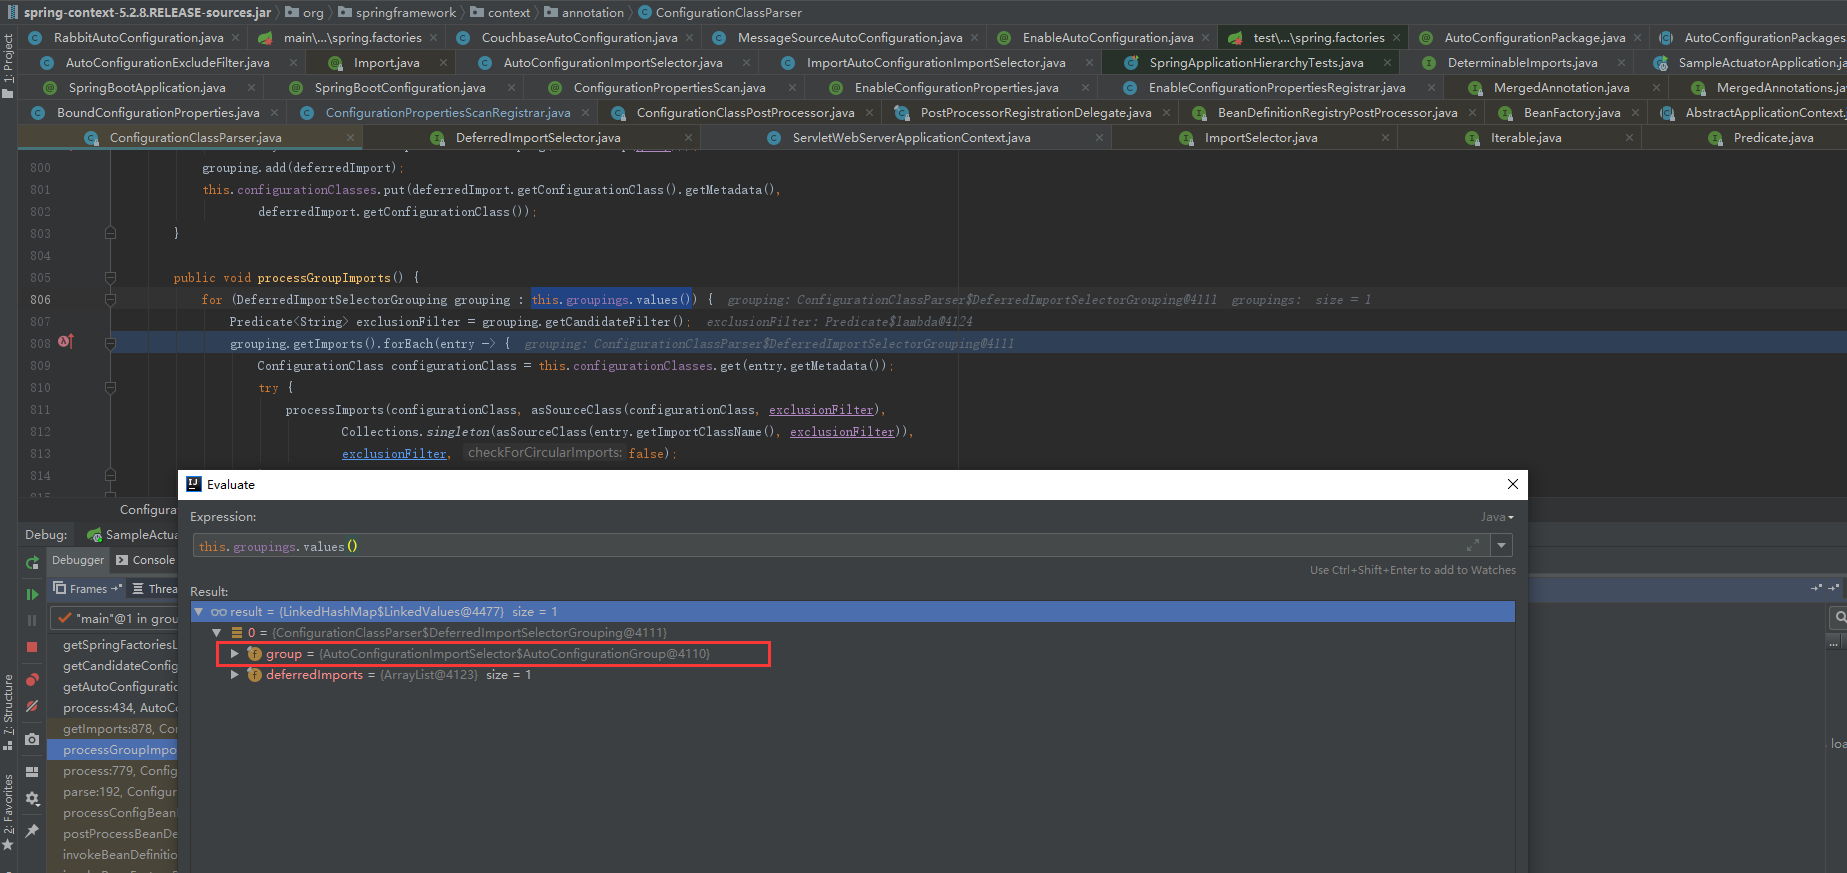 spring-context-5.2.8.RELEASE-sources.jar org springframework context annotation ConfigurationClassParser
RabbitAutoConfiguration.java main\...\spring.factories CouchbaseAutoConfiguration.java MessageSourceAutoConfiguration.java EnableAutoConfiguration.java test\...\spring.factories AutoConfigurationPackage.java AutoConfigurationPackages
AutoConfigurationExcludeFilter.java Import.java AutoConfigurationImportSelector.java ImportAutoConfigurationImportSelector.java SpringApplicationHierarchyTests.java DeterminableImports.java SampleActuatorApplication.ja
SpringBootApplication.java SpringBootConfiguration.java ConfigurationPropertiesScan.java EnableConfigurationProperties.java EnableConfigurationPropertiesRegistrar.java MergedAnnotation.java MergedAnnotations.ja
BoundConfigurationProperties.java ConfigurationPropertiesScanRegistrar.java ConfigurationClassPostProcessor.java PostProcessorRegistrationDelegate.java BeanDefinitionRegistryPostProcessor.java BeanFactory.java AbstractApplicationContext.
ConfigurationClassParser.java DeferredImportSelector.java ServletWebServerApplicationContext.java ImportSelector.java Iterable.java Predicate.java
1: Project
800 grouping.add(deferredImport);
801 this.configurationClasses.put(deferredImport.getConfigurationClass().getMetadata(),
802 deferredImport.getConfigurationClass());
803 }
804
805 public void processGroupImports() {
806 for (DeferredImportSelectorGrouping grouping : this.groupings.values()) { grouping: ConfigurationClassParser$DeferredImportSelectorGrouping@4111 groupings: size = 1
807 Predicate<String> exclusionFilter = grouping.getCandidateFilter(); exclusionFilter: Predicate$lambda@4124
808 grouping.getImports().forEach(entry -> { grouping: ConfigurationClassParser$DeferredImportSelectorGrouping@4111
809 ConfigurationClass configurationClass = this.configurationClasses.get(entry.getMetadata());
810 try {
811 processImports(configurationClass, asSourceClass(configurationClass, exclusionFilter),
812 Collections.singleton(asSourceClass(entry.getImportClassName(), exclusionFilter)),
813 exclusionFilter, checkForCircularImports: false);
814
815
Configura
Debug: SampleActua
Debugger Console
Frames Threa
"main"@1 in grou
getSpringFactoriesL
getCandidateConfig
getAutoConfiguratio
process:434, AutoCo
getImports:878, Con
processGroupImpo
process:779, Config
parse:192, Configur
processConfigBean
postProcessBeanDe
invokeBeanDefinitio
7: Structure
2: Favorites
Evaluate
Expression: Java
this.groupings.values()
Use Ctrl+Shift+Enter to add to Watches
Result:
result = {LinkedHashMap$LinkedValues@4477} size = 1
0 = {ConfigurationClassParser$DeferredImportSelectorGrouping@4111}
group = {AutoConfigurationImportSelector$AutoConfigurationGroup@4110}
deferredImports = {ArrayList@4123} size = 1
loa